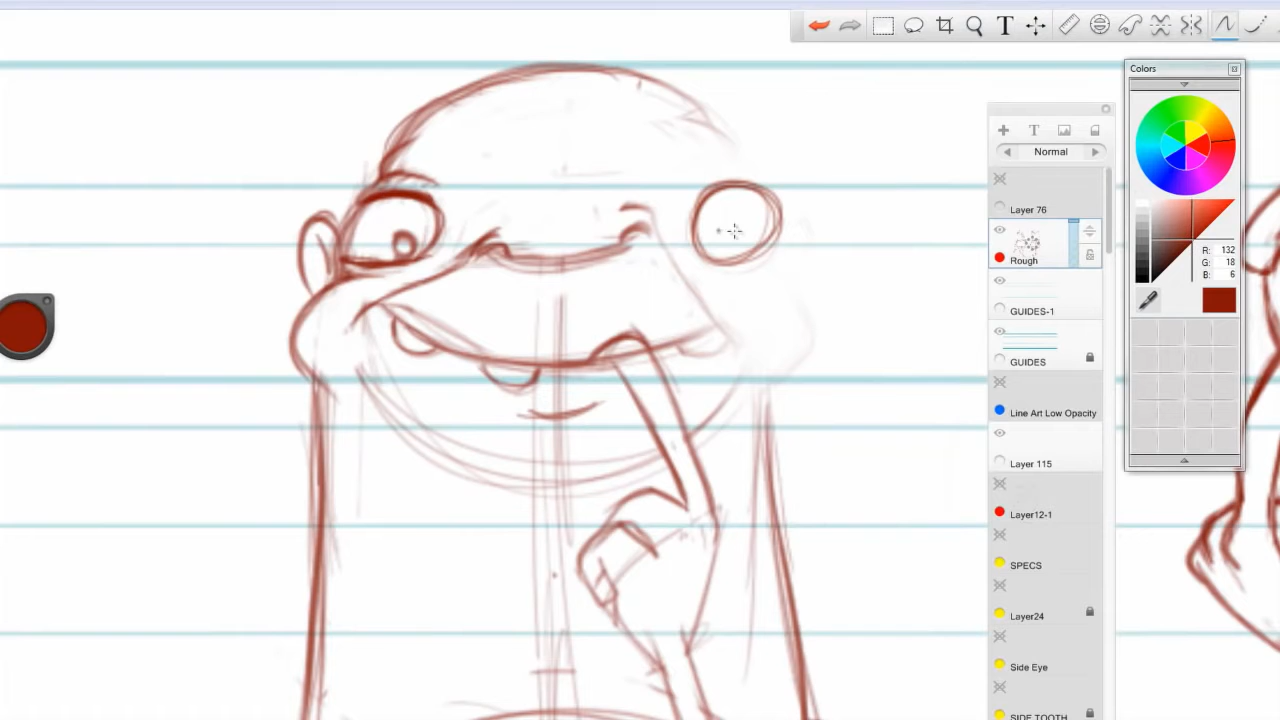 T
Colors
T
Normal
Layer 76
Rough
R: 132
G: 18
B: 6
GUIDES-1
GUIDES
Line Art Low Opacity
Layer 115
Layer12-1
SPECS
Layer24
Side Eye
SIDE TOOTH